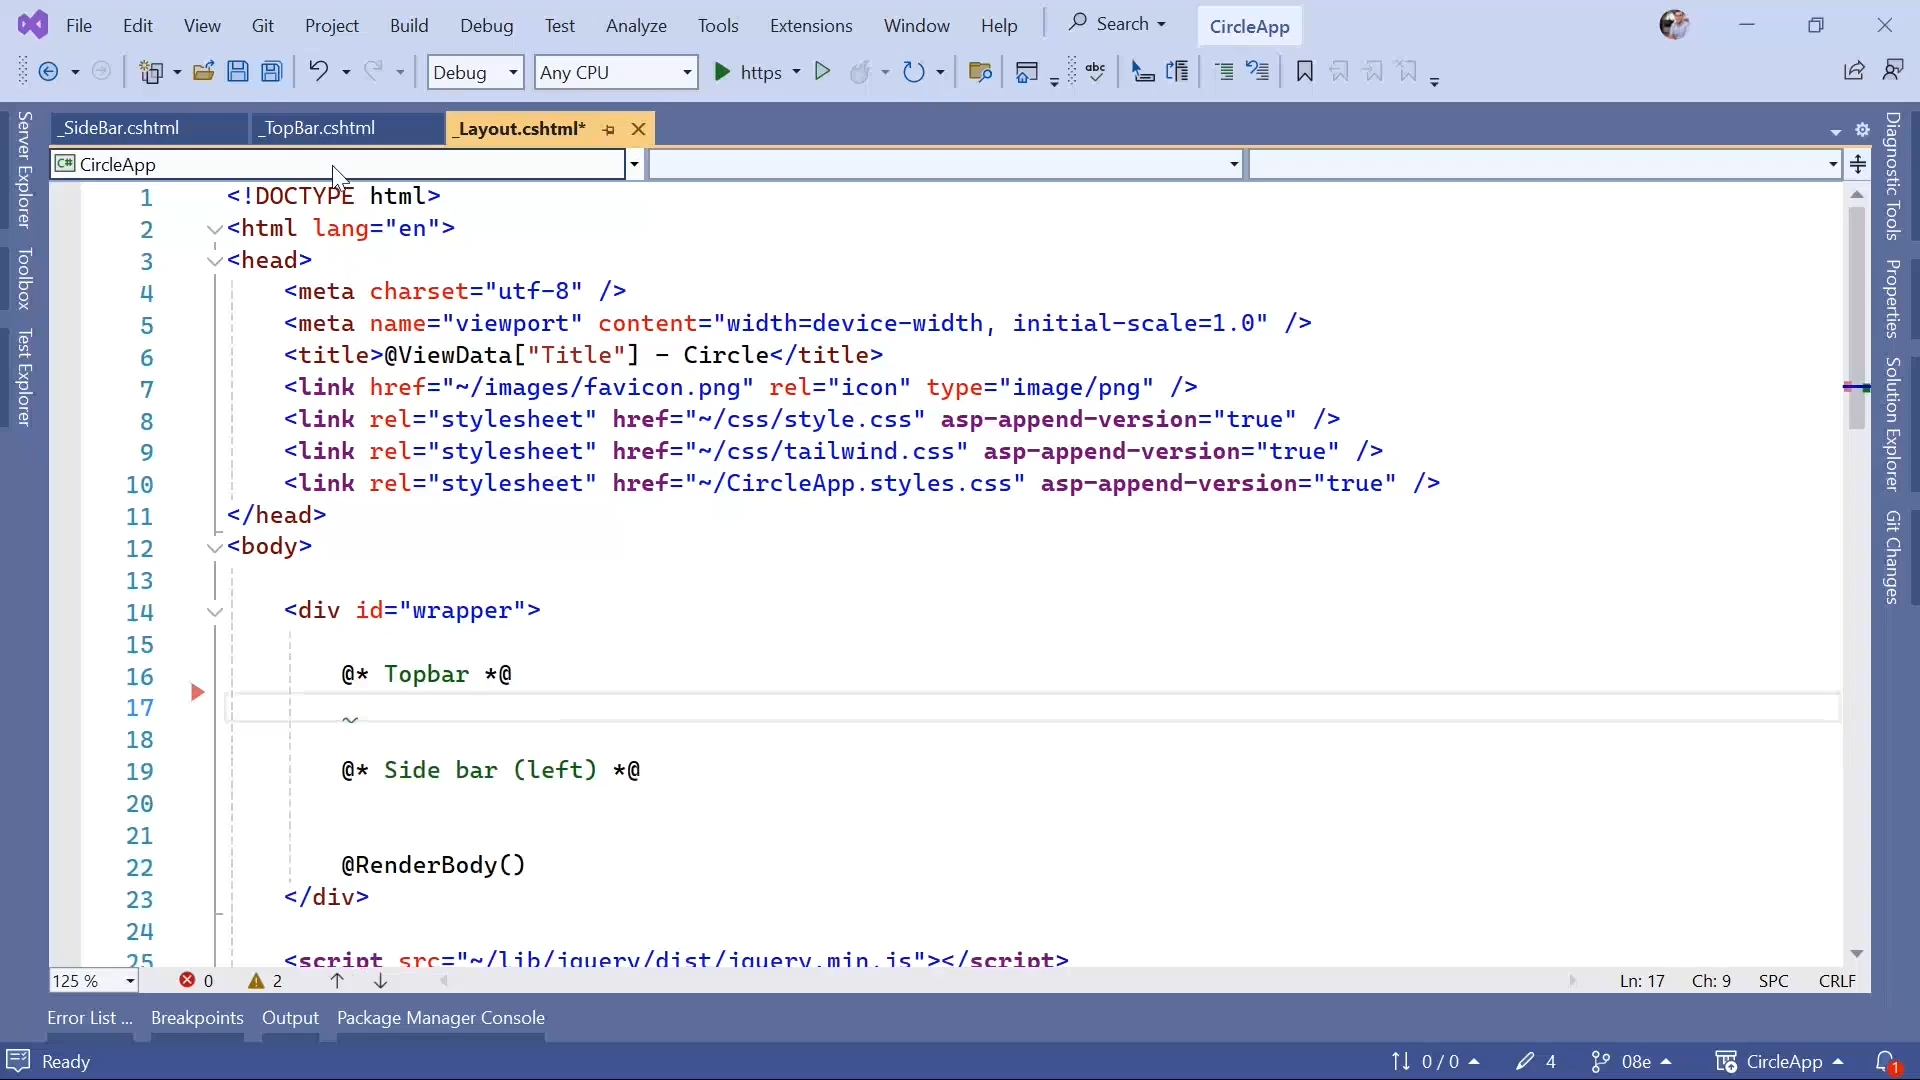 File Edit View Git Project Build Debug Test Analyze Tools Extensions Window Help Search CircleApp
Debug Any CPU https abc
_SideBar.cshtml _TopBar.cshtml _Layout.cshtml*
C# CircleApp
Server Explorer
Toolbox
Test Explorer
1 <!DOCTYPE html>
2 <html lang="en">
3 <head>
4 <meta charset="utf-8" />
5 <meta name="viewport" content="width=device-width, initial-scale=1.0" />
6 <title>@ViewData["Title"] - Circle</title>
7 <link href="~/images/favicon.png" rel="icon" type="image/png" />
8 <link rel="stylesheet" href="~/css/style.css" asp-append-version="true" />
9 <link rel="stylesheet" href="~/css/tailwind.css" asp-append-version="true" />
10 <link rel="stylesheet" href="~/CircleApp.styles.css" asp-append-version="true" />
11 </head>
12 <body>
13
14 <div id="wrapper">
15
16 @* Topbar *@
17
18
19 @* Side bar (left) *@
20
21
22 @RenderBody()
23 </div>
24
25 <script src="~/lib/jquery/dist/jquery.min.js"></script>
Diagnostic Tools
Properties
Solution Explorer
Git Changes
125 % 0 2 Ln: 17 Ch: 9 SPC CRLF
Error List ... Breakpoints Output Package Manager Console
Ready 0 / 0 4 08e CircleApp 1